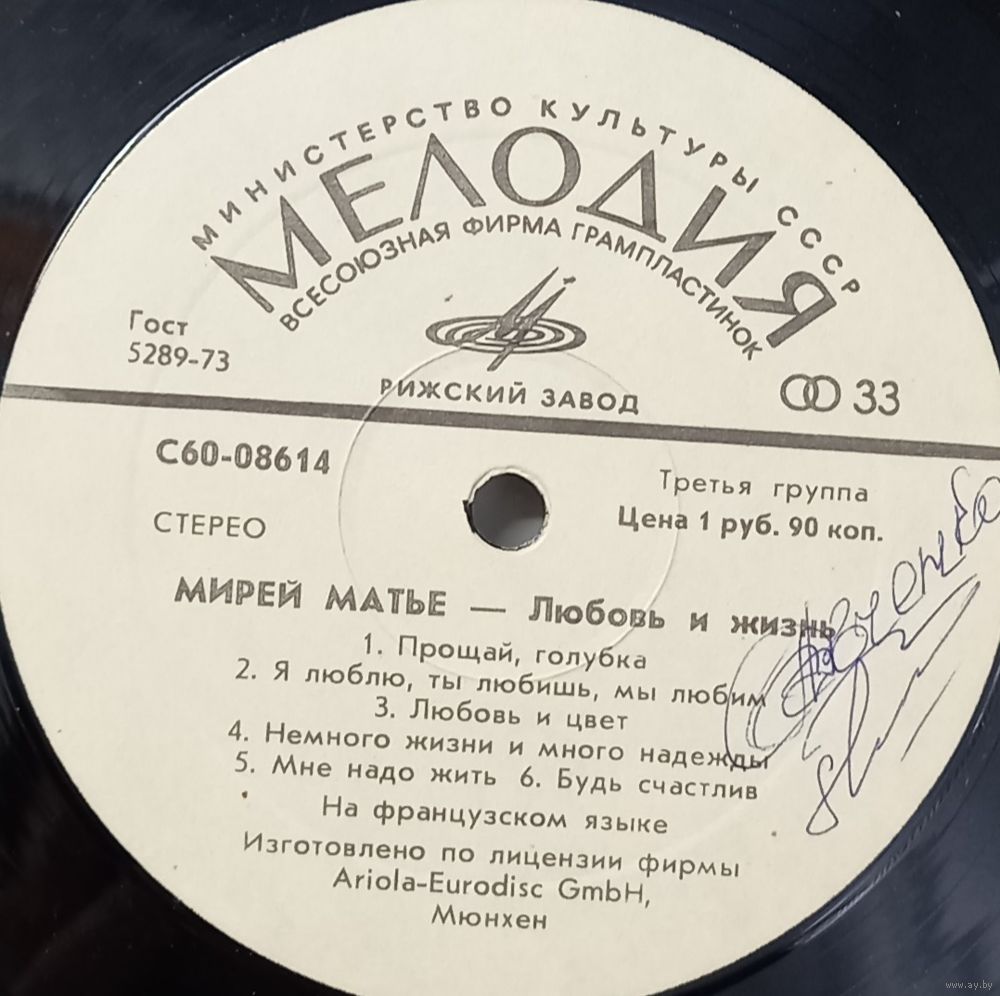 МИНИСТЕРСТВО КУЛЬТУРЫ СССР
МЕЛОДИЯ
ВСЕСОЮЗНАЯ ФИРМА ГРАМПЛАСТИНОК
Гост
5289-73
РИЖСКИЙ ЗАВОД
33
С60-08614
Третья группа
СТЕРЕО
Цена 1 руб. 90 коп.
МИРЕЙ МАТЬЕ — Любовь и жизнь
1. Прощай, голубка
2. Я люблю, ты любишь, мы любим
3. Любовь и цвет
4. Немного жизни и много надежды
5. Мне надо жить 6. Будь счастлив
На французском языке
Изготовлено по лицензии фирмы
Ariola-Eurodisc GmbH,
Мюнхен
www.ay.by